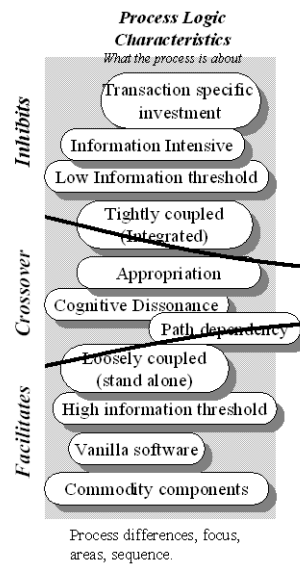 Process Logic
Characteristics
What the process is about
Inhibits
Transaction specific
investment
Information Intensive
Low Information threshold
Tightly coupled
(Integrated)
Crossover
Appropriation
Cognitive Dissonance
Path dependency
Loosely coupled
(stand alone)
Facilitates
High information threshold
Vanilla software
Commodity components
Process differences, focus,
areas, sequence.